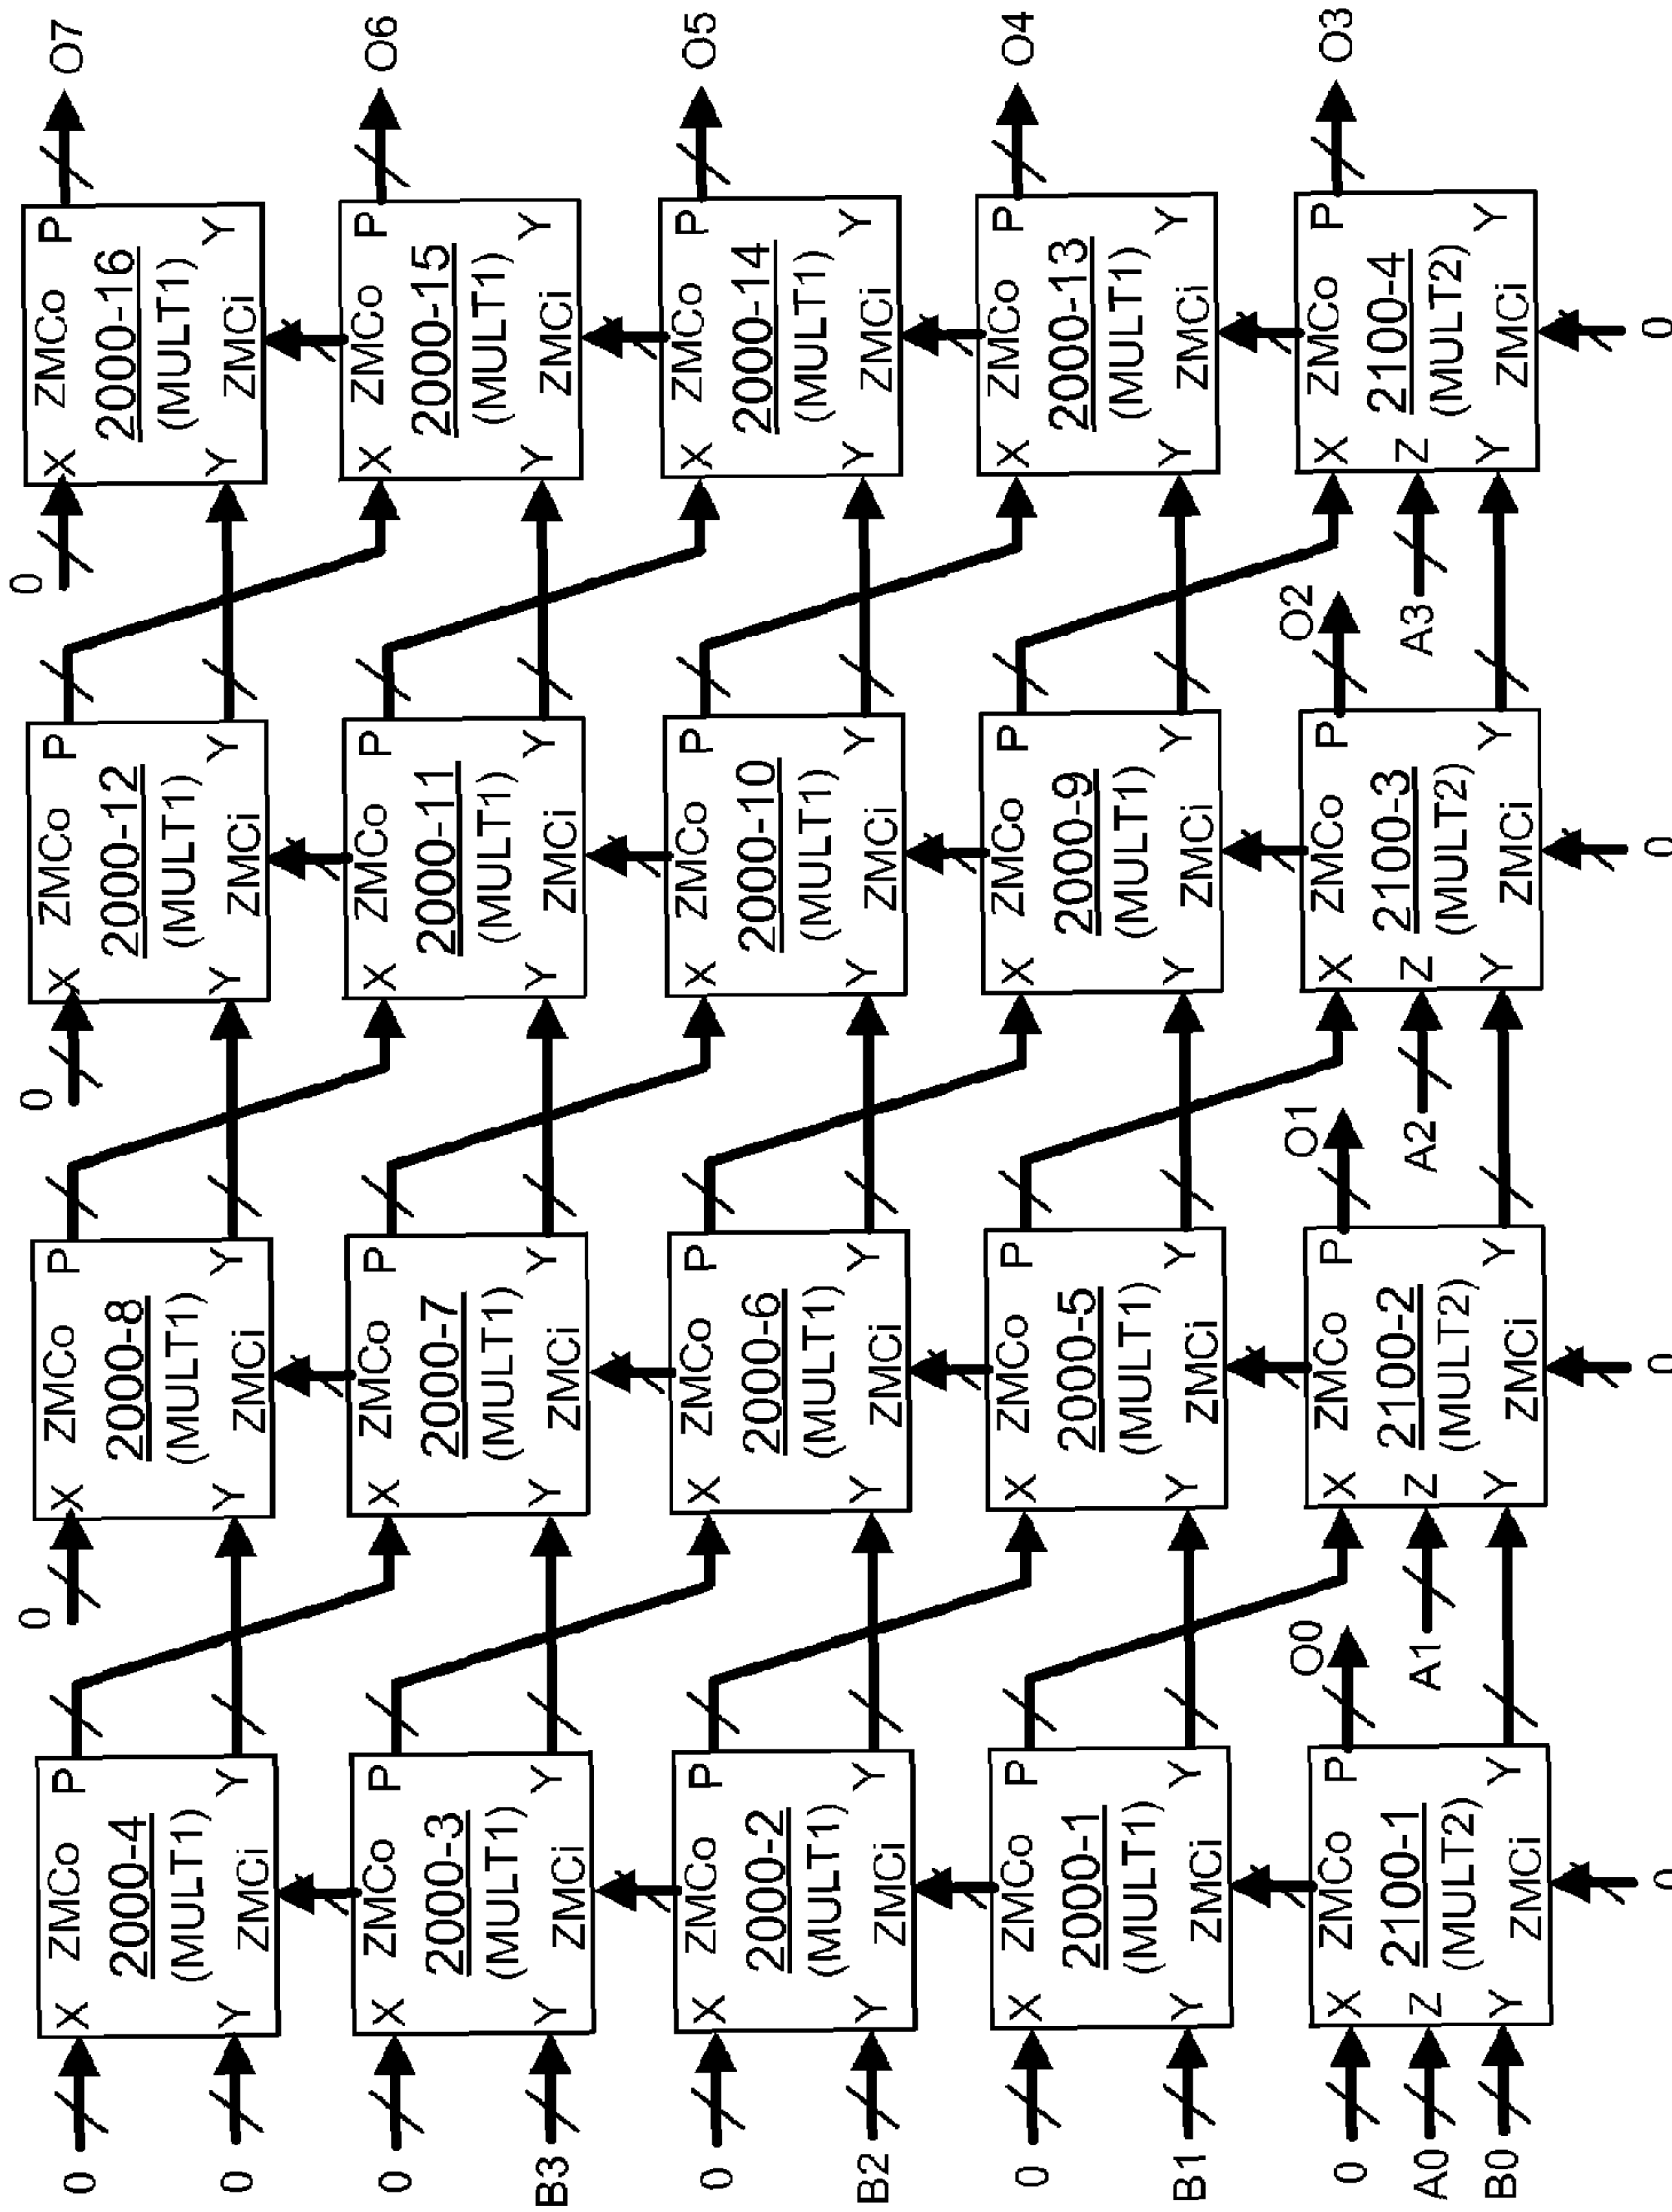 O7
O6
O5
O4
O3
X ZMCo P
2000-16
(MULT1)
Y ZMCi Y
X ZMCo P
2000-15
(MULT1)
Y ZMCi Y
X ZMCo P
2000-14
(MULT1)
Y ZMCi Y
X ZMCo P
2000-13
(MULT1)
Y ZMCi Y
X ZMCo P
2100-4
Z (MULT2)
Y ZMCi Y
0
0
O2
A3
X ZMCo P
2000-12
(MULT1)
Y ZMCi Y
X ZMCo P
2000-11
(MULT1)
Y ZMCi Y
X ZMCo P
2000-10
(MULT1)
Y ZMCi Y
X ZMCo P
2000-9
(MULT1)
Y ZMCi Y
X ZMCo P
2100-3
Z (MULT2)
Y ZMCi Y
0
0
O1
A2
X ZMCo P
2000-8
(MULT1)
Y ZMCi Y
X ZMCo P
2000-7
(MULT1)
Y ZMCi Y
X ZMCo P
2000-6
(MULT1)
Y ZMCi Y
X ZMCo P
2000-5
(MULT1)
Y ZMCi Y
X ZMCo P
2100-2
Z (MULT2)
Y ZMCi Y
0
0
O0
A1
X ZMCo P
2000-4
(MULT1)
Y ZMCi Y
X ZMCo P
2000-3
(MULT1)
Y ZMCi Y
X ZMCo P
2000-2
(MULT1)
Y ZMCi Y
X ZMCo P
2000-1
(MULT1)
Y ZMCi Y
X ZMCo P
2100-1
Z (MULT2)
Y ZMCi Y
0
0
0
0
B3
0
B2
0
B1
0
A0
B0